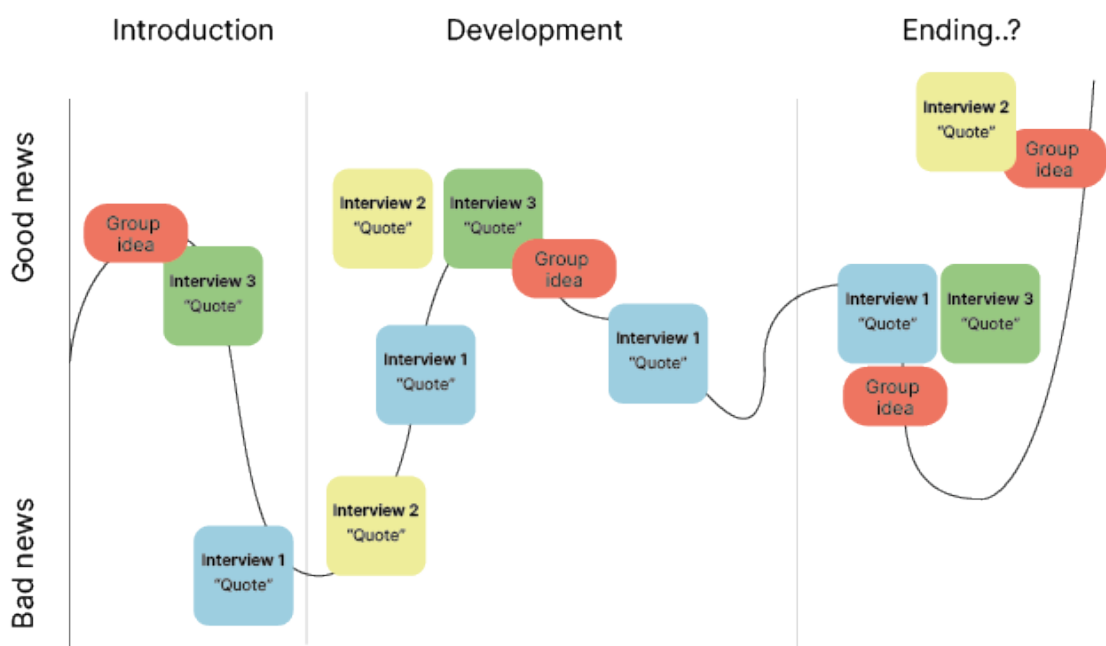 Introduction
Development
Ending..?
Good news
Bad news
Group
idea
Interview 3
“Quote”
Interview 1
“Quote”
Interview 2
“Quote”
Interview 3
“Quote”
Group
idea
Interview 1
“Quote”
Interview 2
“Quote”
Interview 1
“Quote”
Interview 2
“Quote”
Group
idea
Interview 1
“Quote”
Interview 3
“Quote”
Group
idea